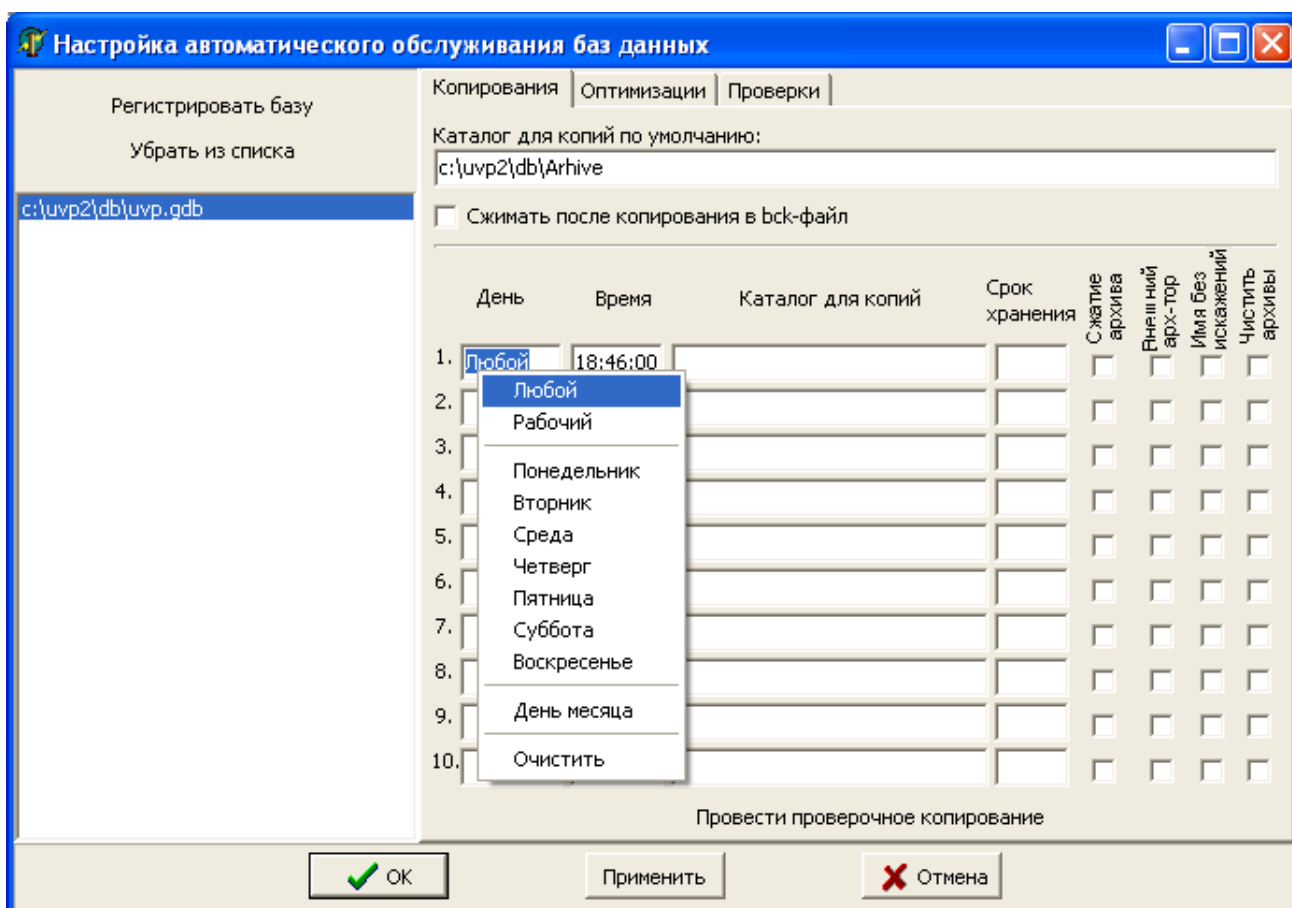 Настройка автоматического обслуживания баз данных
Регистрировать базу
Убрать из списка
c:\uvp2\db\uvp.gdb
Копирования
Оптимизации
Проверки
Каталог для копий по умолчанию:
c:\uvp2\db\Arhive
Сжимать после копирования в bck-файл
День
Время
Каталог для копий
Срок
хранения
Сжатие
архива
Внешний
арх-тор
Имя без
искажений
Чистить
архивы
1. Любой 18:46:00
2.
3.
4.
5.
6.
7.
8.
9.
10.
Любой
Рабочий
Понедельник
Вторник
Среда
Четверг
Пятница
Суббота
Воскресенье
День месяца
Очистить
Провести проверочное копирование
OK
Применить
Отмена